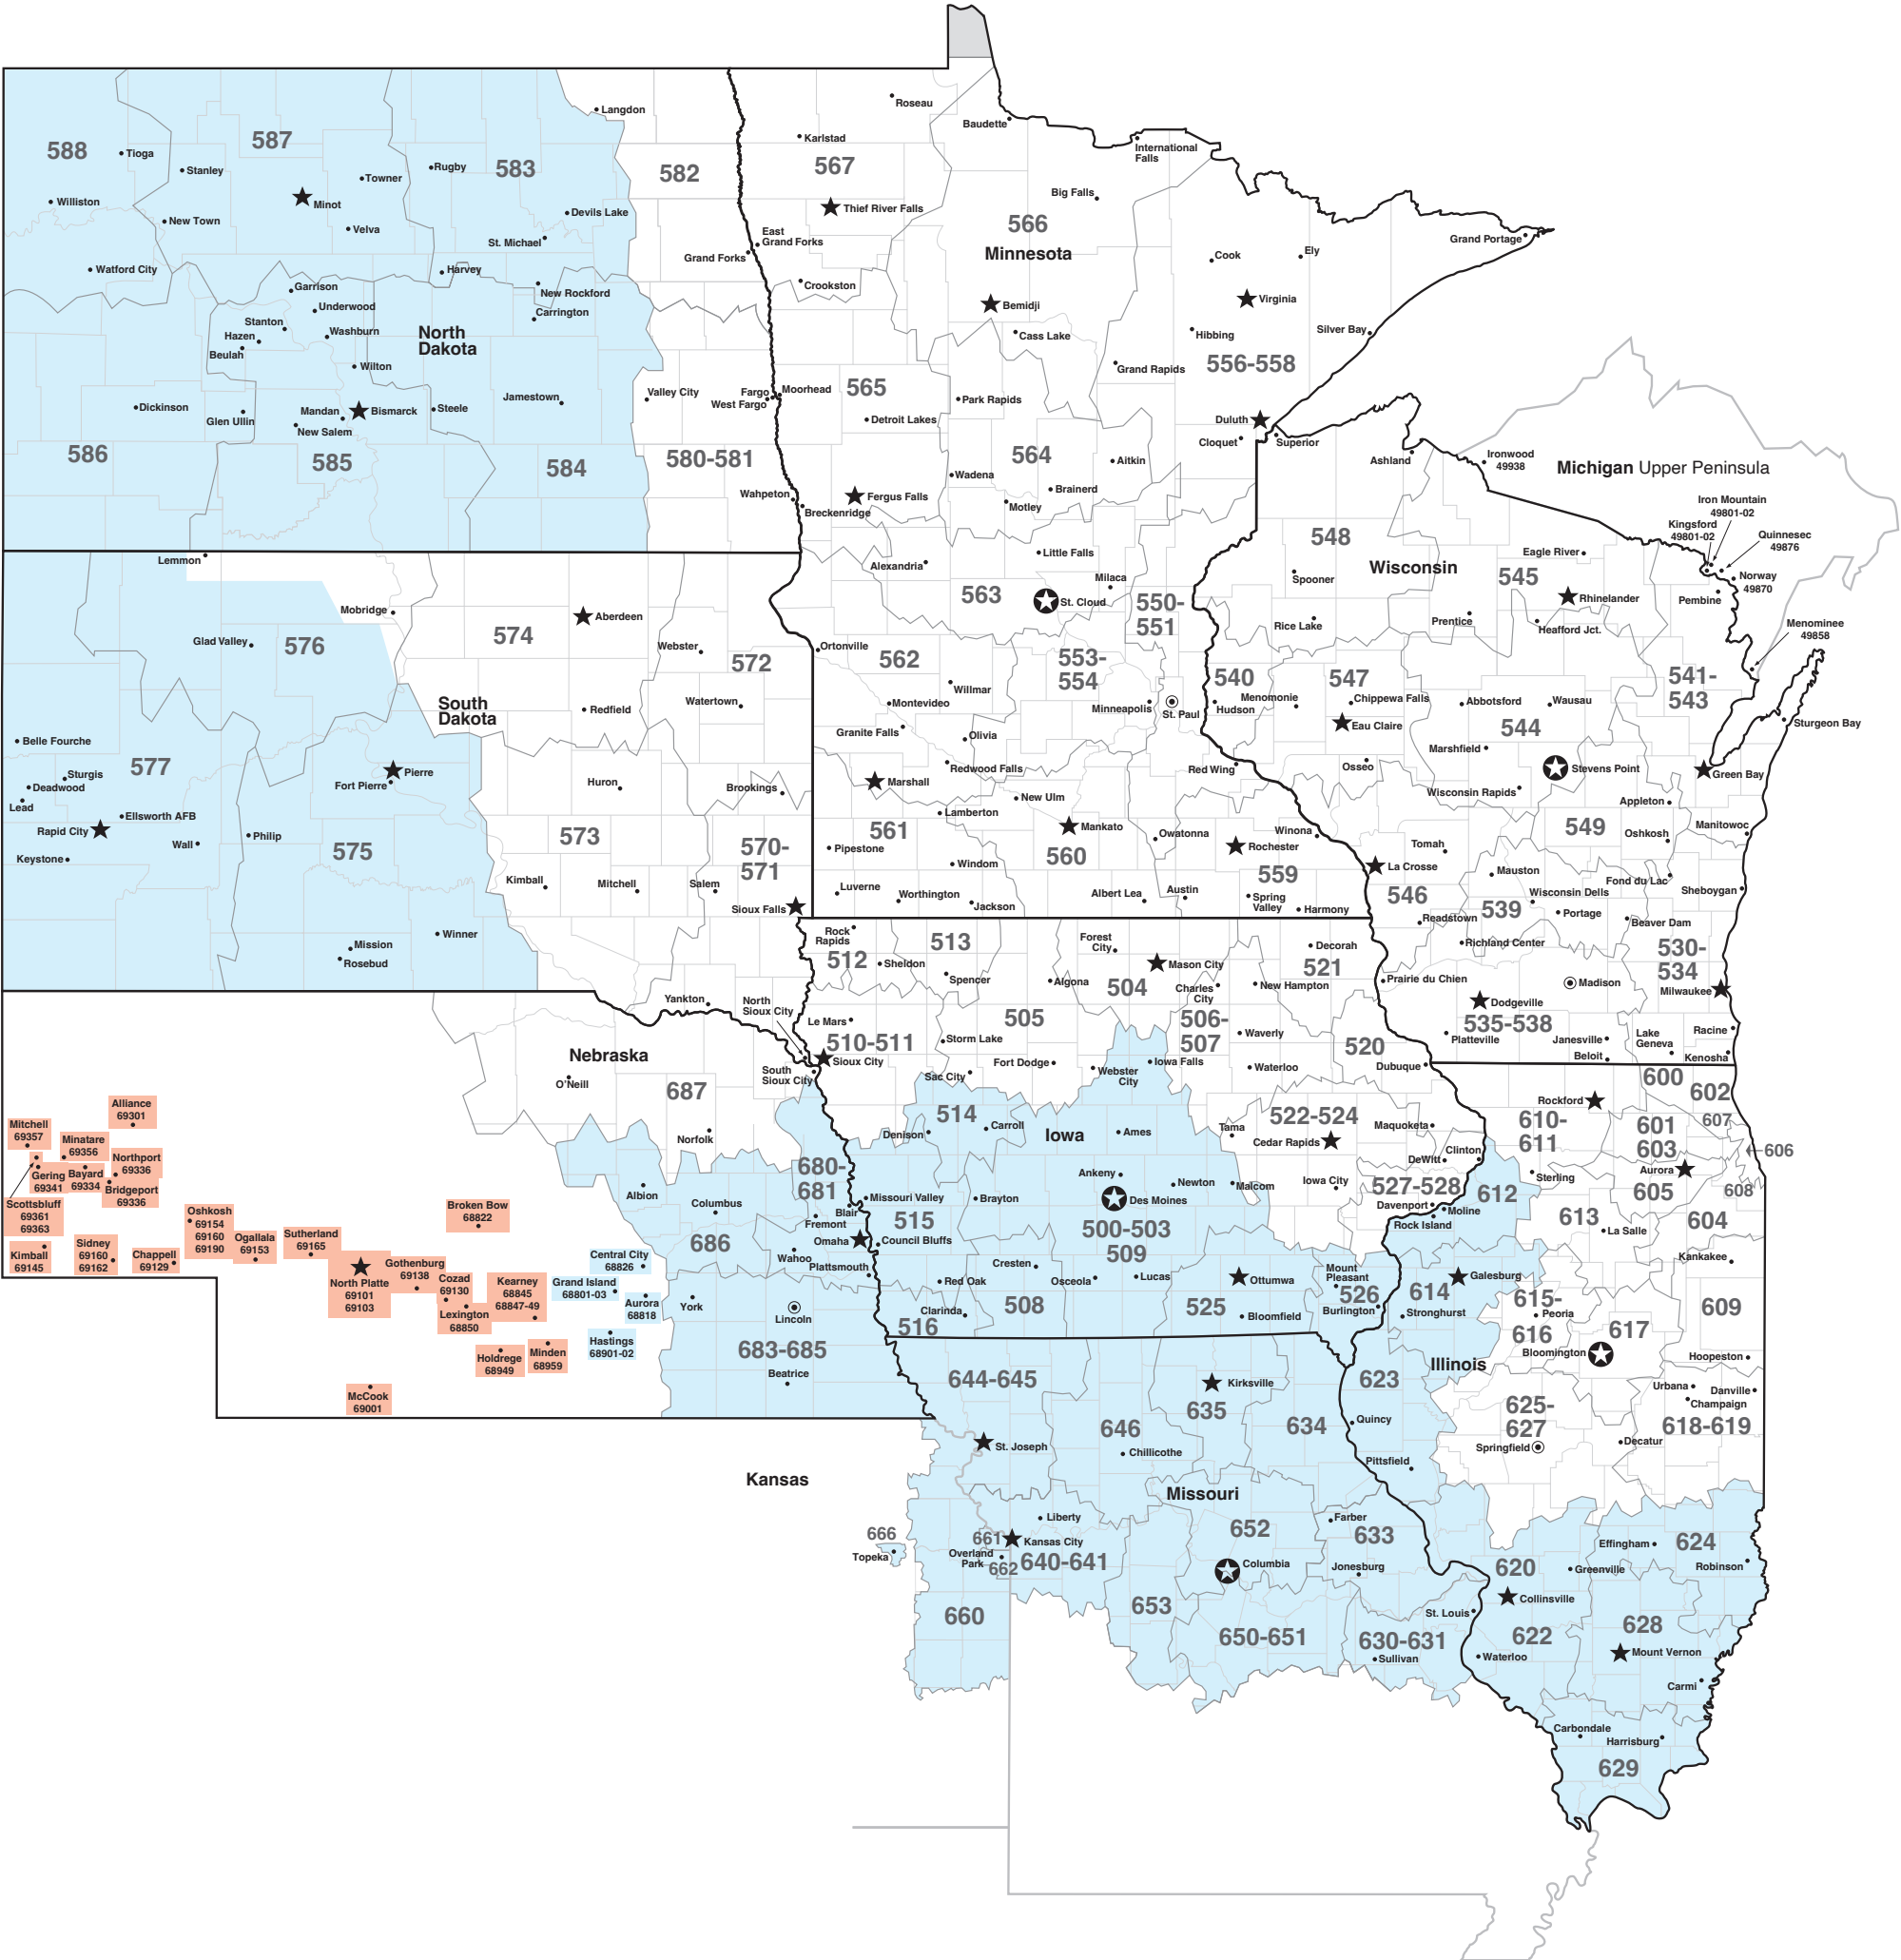 588
Tioga
Williston
587
Stanley
Towner
Minot
New Town
Velva
Watford City
Rugby
583
Devils Lake
St. Michael
Harvey
Langdon
582
Grand Forks
Garrison
Underwood
Stanton
Hazen
Washburn
Beulah
Wilton
North
Dakota
New Rockford
Carrington
Dickinson
Glen Ullin
Mandan
Bismarck
New Salem
Steele
Jamestown
586
585
584
Valley City
Fargo
West Fargo
580-581
Wahpeton
Roseau
Baudette
Karlstad
567
Thief River Falls
East
Grand Forks
Crookston
International
Falls
Big Falls
566
Minnesota
Bemidji
Cass Lake
Cook
Ely
Virginia
Hibbing
Grand Portage
Silver Bay
Grand Rapids
556-558
Moorhead
565
Detroit Lakes
Park Rapids
Duluth
Cloquet
Superior
564
Wadena
Aitkin
Brainerd
Motley
Fergus Falls
Breckenridge
Little Falls
Alexandria
Milaca
563
St. Cloud
550-
551
Ortonville
562
553-
554
Willmar
Montevideo
Minneapolis
St. Paul
Granite Falls
Olivia
Redwood Falls
Marshall
Red Wing
New Ulm
Lamberton
Mankato
561
Pipestone
560
Owatonna
Winona
Rochester
Windom
559
Luverne
Worthington
Jackson
Albert Lea
Austin
Spring
Valley
Harmony
Ashland
Ironwood
49938
Michigan Upper Peninsula
Iron Mountain
49801-02
Kingsford
49801-02
Quinnesec
49876
Norway
49870
Menominee
49858
548
Wisconsin
Spooner
Rice Lake
Eagle River
545
Rhinelander
Pembine
Prentice
Heafford Jct.
540
Hudson
Menomonie
547
Chippewa Falls
Eau Claire
Abbotsford
Wausau
541-
543
544
Sturgeon Bay
Marshfield
Stevens Point
Green Bay
Osseo
Wisconsin Rapids
Appleton
549
Oshkosh
Manitowoc
Tomah
La Crosse
Mauston
Fond du Lac
546
Wisconsin Dells
Sheboygan
539
Readstown
Portage
Beaver Dam
Richland Center
530-
534
Prairie du Chien
Madison
Milwaukee
Dodgeville
535-538
Platteville
Janesville
Beloit
Lake
Geneva
Racine
Kenosha
Lemmon
Mobridge
Glad Valley
576
574
Aberdeen
Webster
572
South
Dakota
Redfield
Watertown
Belle Fourche
577
Sturgis
Deadwood
Lead
Pierre
Fort Pierre
Ellsworth AFB
Rapid City
Wall
Philip
Keystone
575
Huron
Brookings
573
570-
571
Kimball
Mitchell
Salem
Sioux Falls
Winner
Mission
Rosebud
Yankton
North
Sioux City
Nebraska
O'Neill
687
Norfolk
South
Sioux City
Alliance
69301
Mitchell
69357
Minatare
69356
Northport
69336
Gering
69341
Bayard
69334
Bridgeport
69336
Scottsbluff
69361
69363
Kimball
69145
Sidney
69160
69162
Chappell
69129
Oshkosh
69154
69160
69190
Ogallala
69153
Sutherland
69165
North Platte
69101
69103
Gothenburg
69138
Cozad
69130
Lexington
68850
Broken Bow
68822
Kearney
68845
68847-49
Holdrege
68949
Minden
68959
McCook
69001
Central City
68826
Grand Island
68801-03
Aurora
68818
Hastings
68901-02
Albion
Columbus
680-
681
Blair
Fremont
686
Wahoo
Omaha
Plattsmouth
York
Lincoln
683-685
Beatrice
Rock
Rapids
512
Sheldon
513
Spencer
Forest
City
Mason City
Algona
504
Charles
City
Decorah
521
New Hampton
Le Mars
510-511
Sioux City
505
Storm Lake
506-
507
Waverly
520
Fort Dodge
Iowa Falls
Sac City
Webster
City
Waterloo
Dubuque
514
Denison
Carroll
Iowa
Ames
522-524
Tama
Cedar Rapids
Maquoketa
DeWitt
Clinton
Ankeny
Newton
Malcom
Iowa City
Missouri Valley
Brayton
Des Moines
527-528
Davenport
515
Council Bluffs
500-503
509
Creston
Osceola
Lucas
Ottumwa
Mount
Pleasant
Red Oak
526
508
525
Clarinda
Bloomfield
Burlington
516
600
602
Rockford
610-
611
601
603
607
606
Aurora
605
608
612
Sterling
Moline
Rock Island
613
La Salle
604
Kankakee
Galesburg
614
Stronghurst
615-
Peoria
616
617
609
Bloomington
Hoopeston
Illinois
623
Urbana
Champaign
Danville
625-
627
618-619
Quincy
Springfield
Decatur
Pittsfield
644-645
Kirksville
635
634
646
St. Joseph
Chillicothe
Kansas
Missouri
Liberty
661
Kansas City
666
Topeka
Overland
Park
662
640-641
652
Farber
633
Columbia
Jonesburg
660
653
650-651
630-631
St. Louis
Sullivan
620
Effingham
624
Greenville
Robinson
Collinsville
622
628
Waterloo
Mount Vernon
Carmi
Carbondale
Harrisburg
629